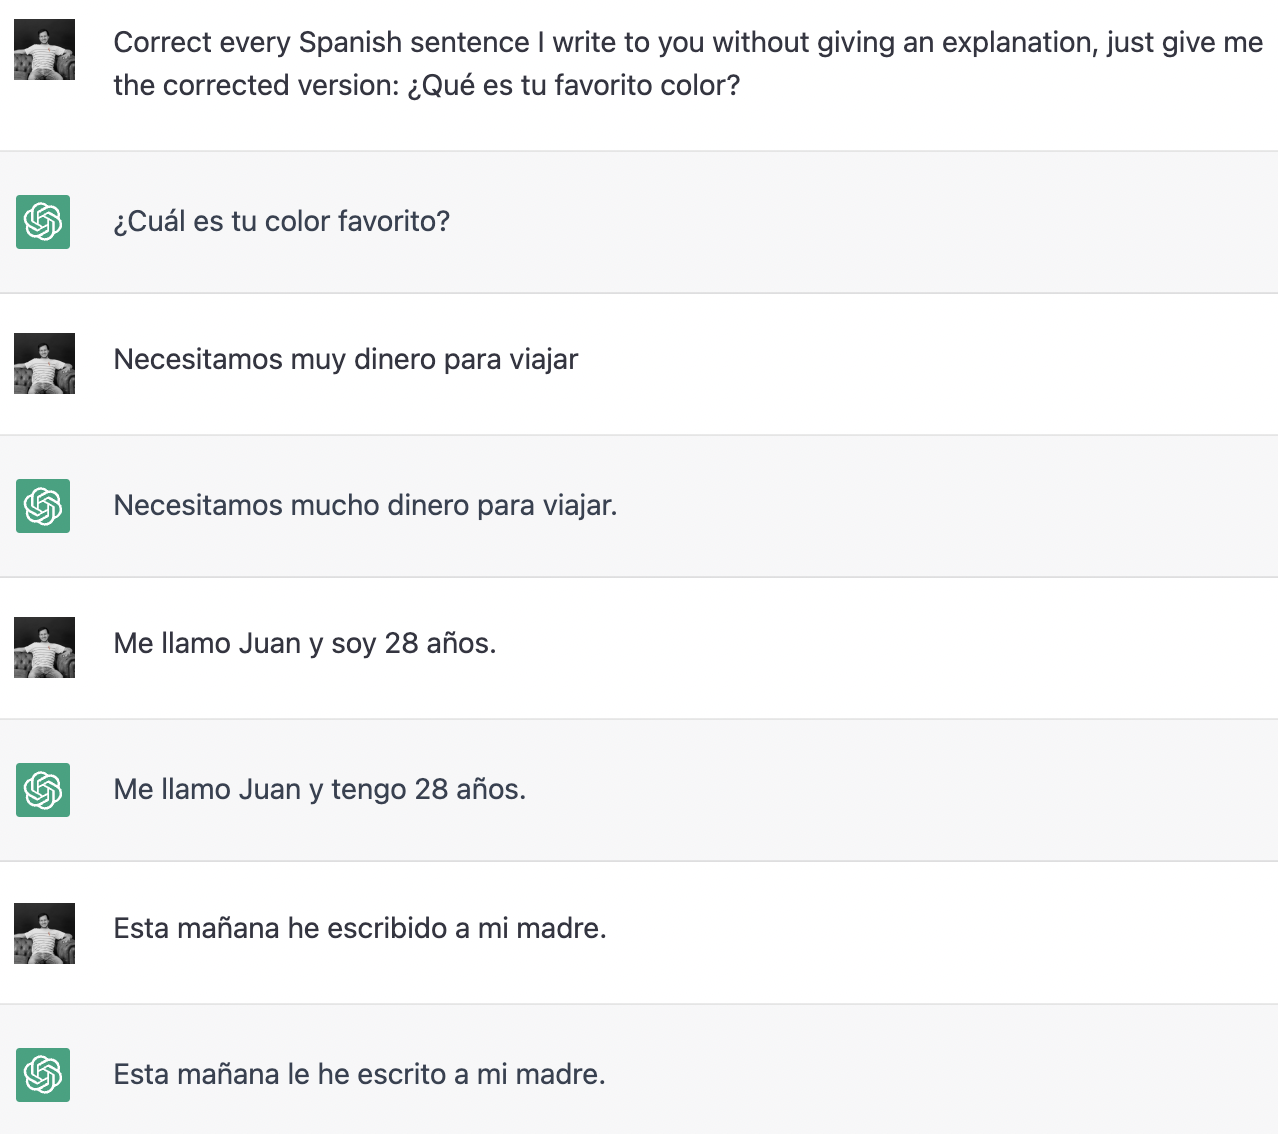 Correct every Spanish sentence I write to you without giving an explanation, just give me
the corrected version: ¿Qué es tu favorito color?
¿Cuál es tu color favorito?
Necesitamos muy dinero para viajar
Necesitamos mucho dinero para viajar.
Me llamo Juan y soy 28 años.
Me llamo Juan y tengo 28 años.
Esta mañana he escribido a mi madre.
Esta mañana le he escrito a mi madre.